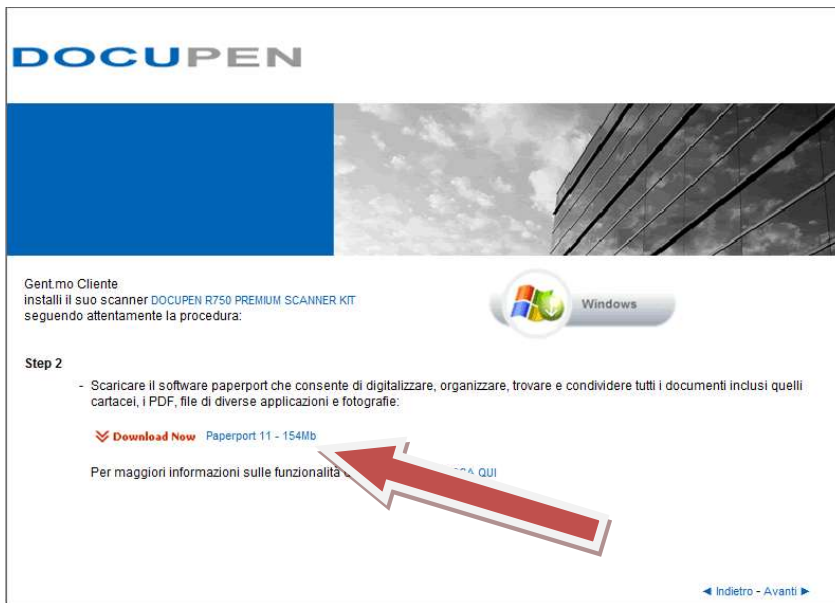 DOCUPEN
Gent.mo Cliente
installi il suo scanner DOCUPEN R750 PREMIUM SCANNER KIT
seguendo attentamente la procedura:
Windows
Step 2
- Scaricare il software paperport che consente di digitalizzare, organizzare, trovare e condividere tutti i documenti inclusi quelli
cartacei, i PDF, file di diverse applicazioni e fotografie:
Download Now Paperport 11 - 154Mb
Per maggiori informazioni sulle funzionalità QUI
◄ Indietro - Avanti ►